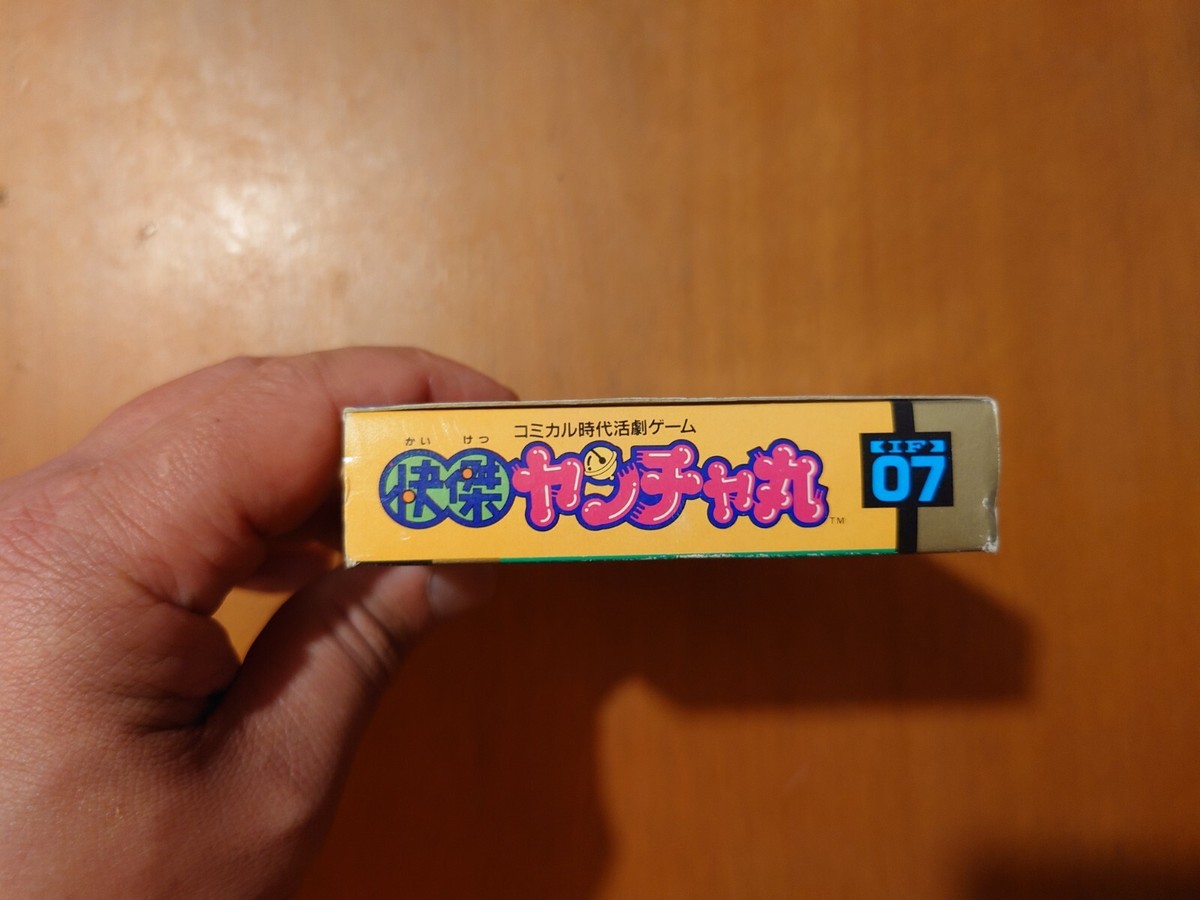 コミカル時代活劇ゲーム
かい けつ
快傑ヤンチャ丸
TM
【IF】
07